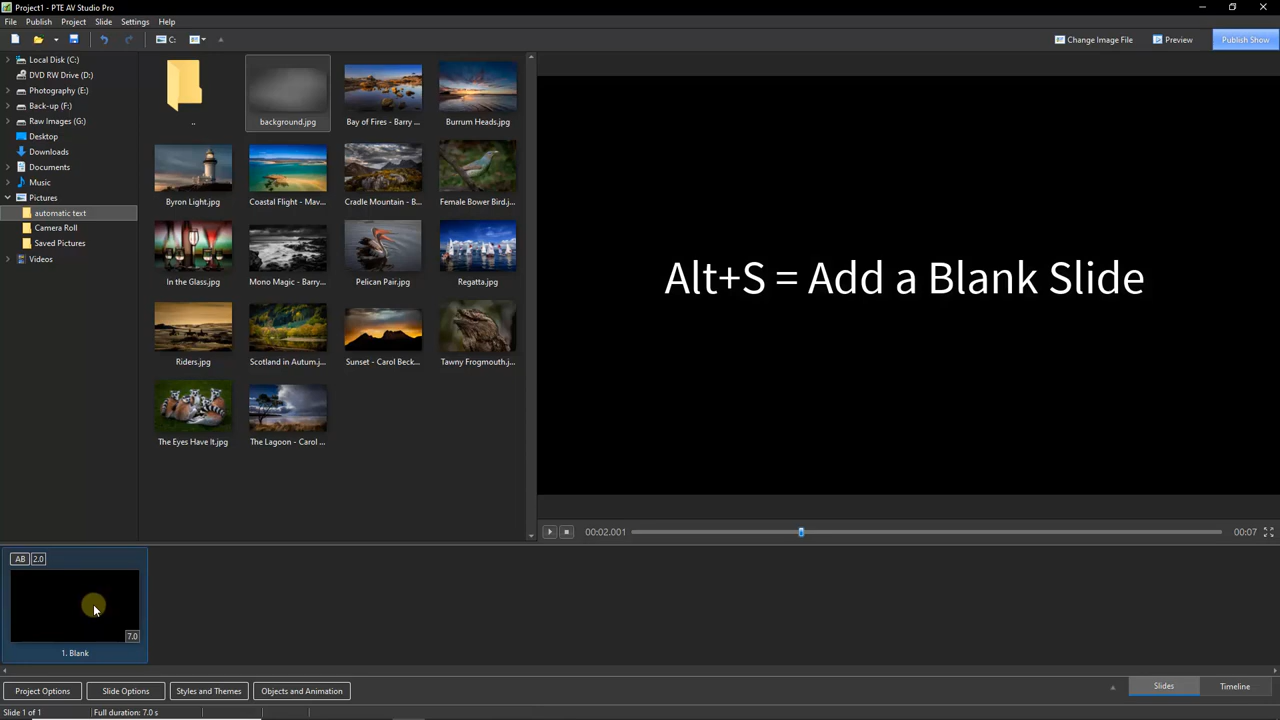 Project1 - PTE AV Studio Pro
File Publish Project Slide Settings Help
C:
Change Image File Preview Publish Show
Local Disk (C:)
DVD RW Drive (D:)
Photography (E:)
Back-up (F:)
Raw Images (G:)
Desktop
Downloads
Documents
Music
Pictures
automatic text
Camera Roll
Saved Pictures
Videos
.. background.jpg Bay of Fires - Barry ... Burrum Heads.jpg
Byron Light.jpg Coastal Flight - Mav... Cradle Mountain - B... Female Bower Bird.j...
In the Glass.jpg Mono Magic - Barry... Pelican Pair.jpg Regatta.jpg
Riders.jpg Scotland in Autum.j... Sunset - Carol Beck... Tawny Frogmouth.j...
The Eyes Have It.jpg The Lagoon - Carol ...
Alt+S = Add a Blank Slide
00:02.001 00:07
AB 2.0
7.0
1. Blank
Project Options Slide Options Styles and Themes Objects and Animation Slides Timeline
Slide 1 of 1 Full duration: 7.0 s